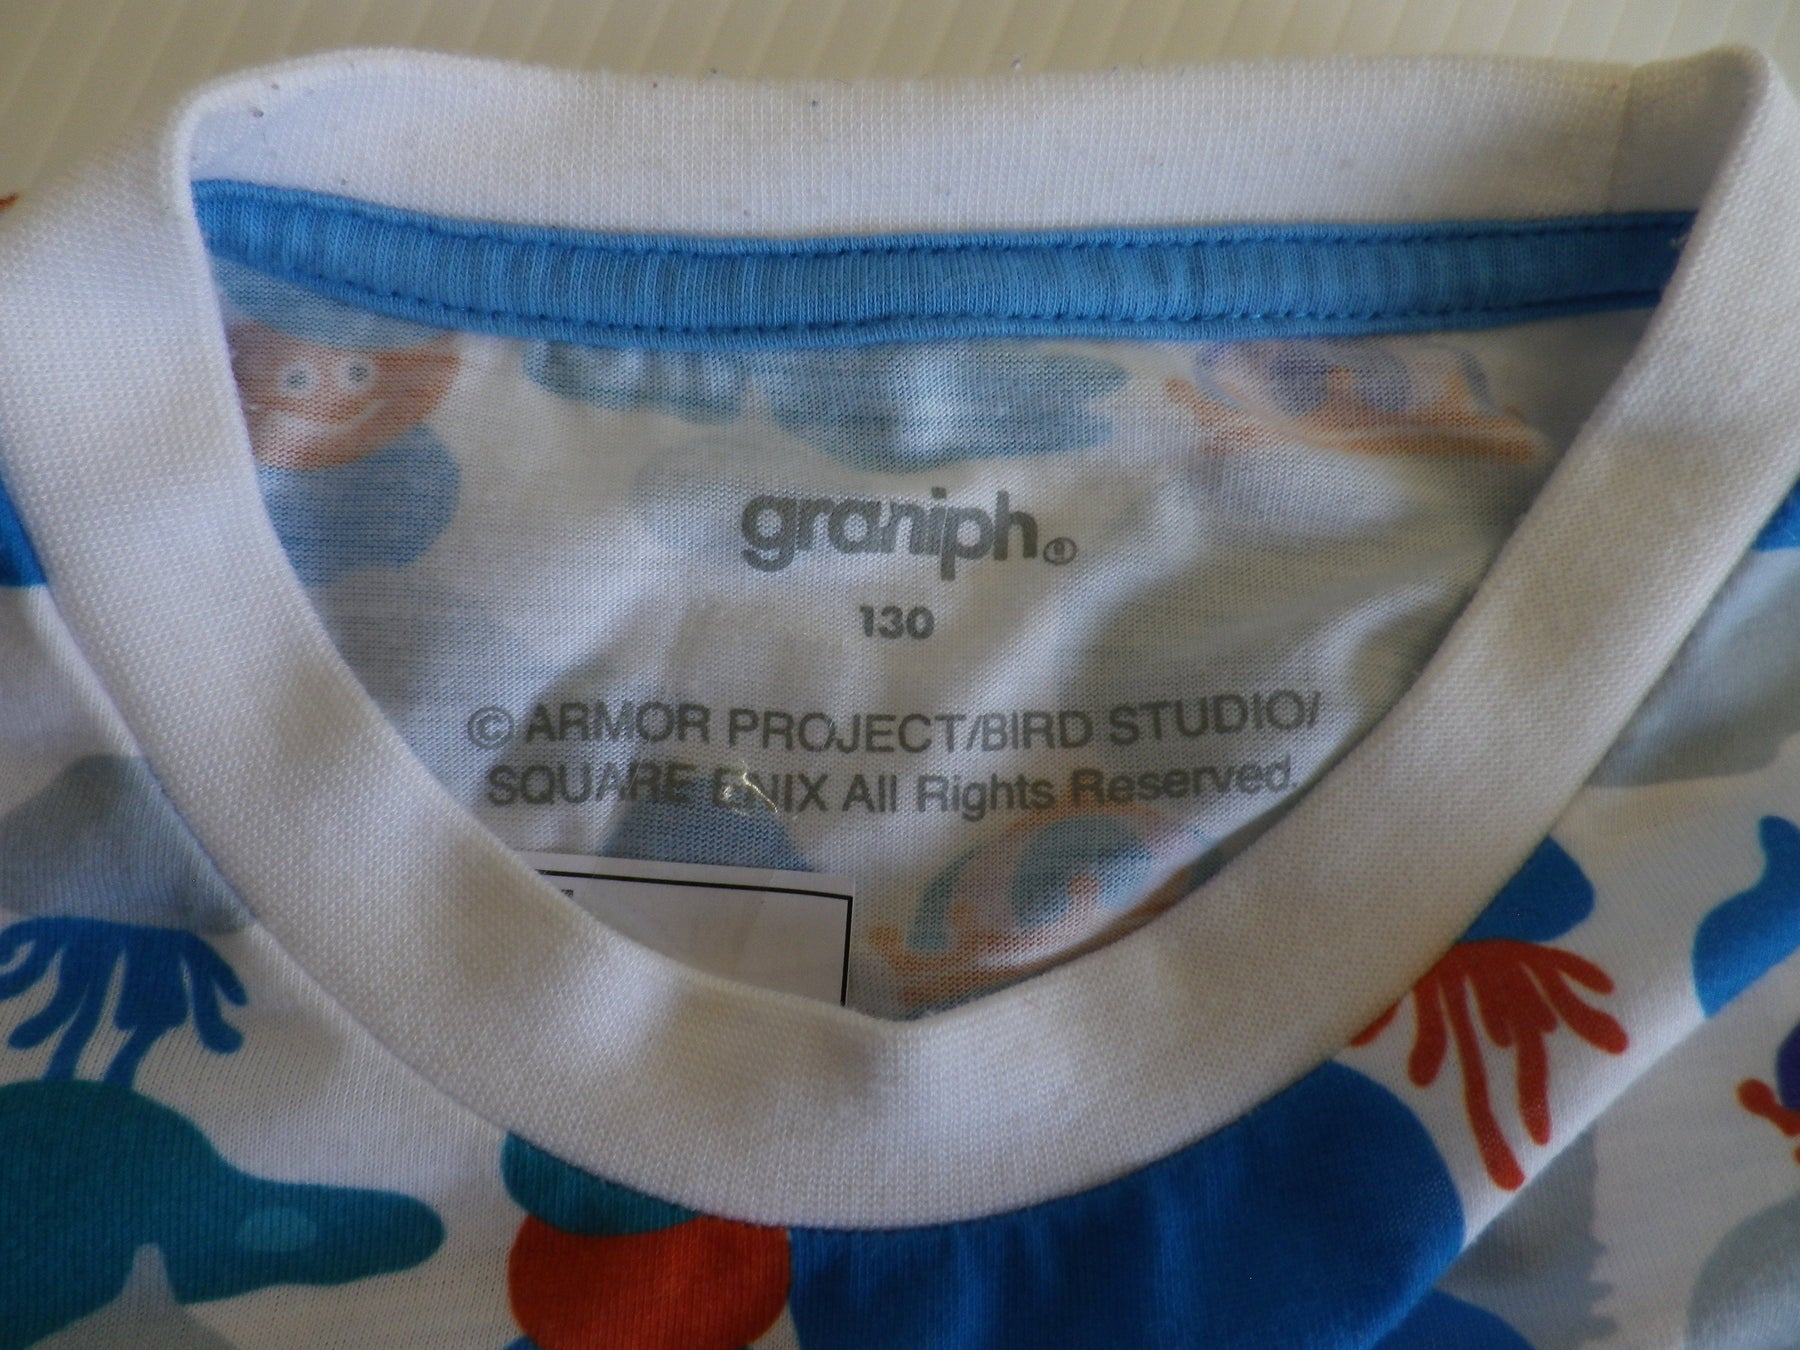 graniph®
130
© ARMOR PROJECT/BIRD STUDIO/
SQUARE ENIX All Rights Reserved.